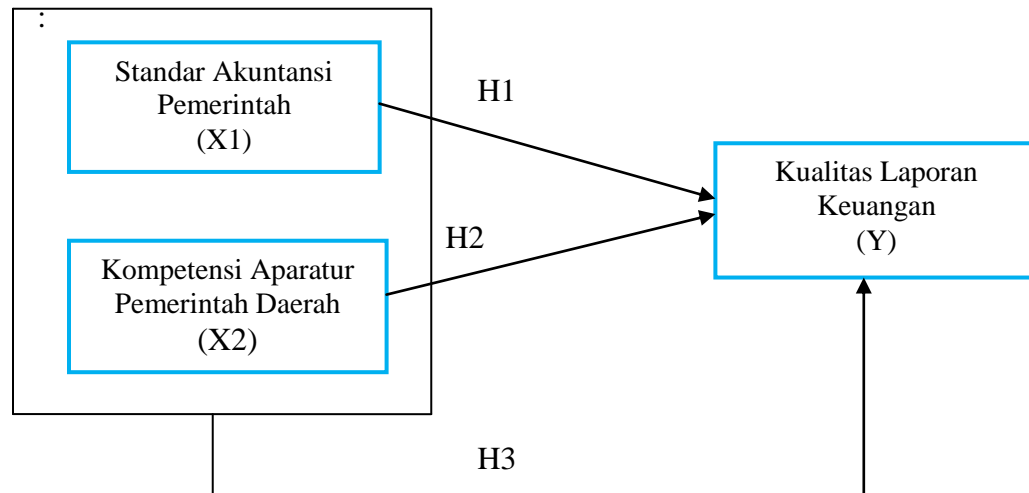 :
Standar Akuntansi
Pemerintah
(X1)
H1
Kualitas Laporan
Keuangan
(Y)
H2
Kompetensi Aparatur
Pemerintah Daerah
(X2)
H3